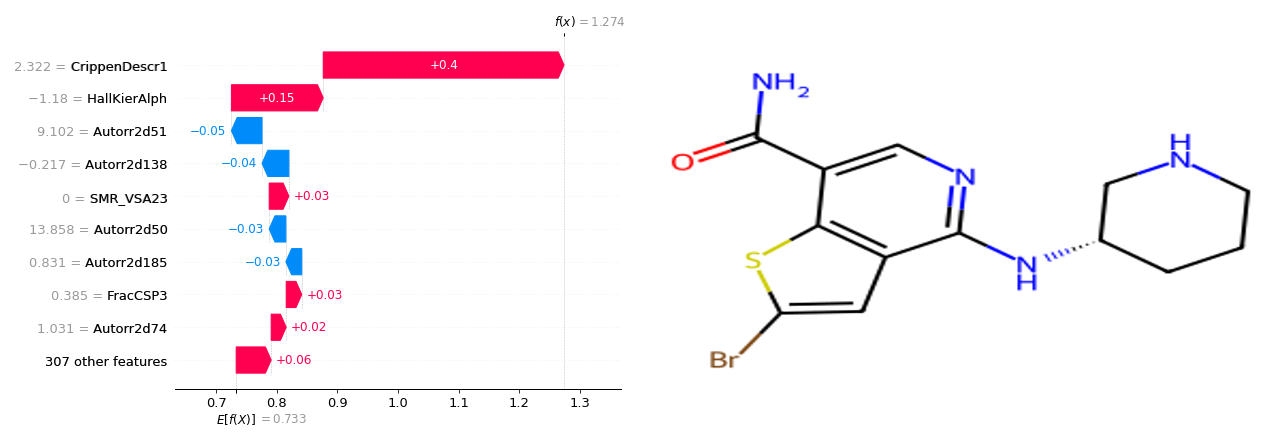 f(x) = 1.274
2.322 = CrippenDescr1 +0.4
−1.18 = HallKierAlph +0.15
9.102 = Autorr2d51 −0.05
−0.217 = Autorr2d138 −0.04
0 = SMR_VSA23 +0.03
13.858 = Autorr2d50 −0.03
0.831 = Autorr2d185 −0.03
0.385 = FracCSP3 +0.03
1.031 = Autorr2d74 +0.02
307 other features +0.06
0.7 0.8 0.9 1.0 1.1 1.2 1.3
E[f(X)] = 0.733
NH2
O
N
H
N
S
N
H
Br